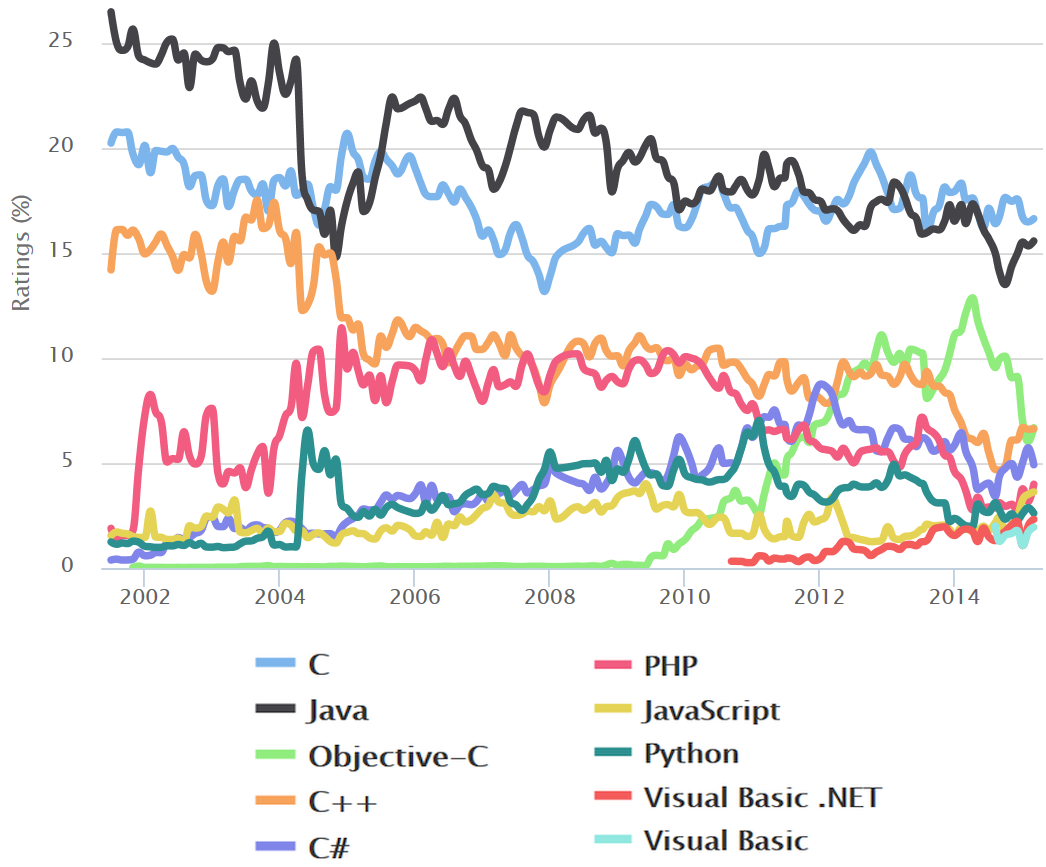 25
20
15
10
5
0
Ratings (%)
2002 2004 2006 2008 2010 2012 2014
C
Java
Objective-C
C++
C#
PHP
JavaScript
Python
Visual Basic .NET
Visual Basic